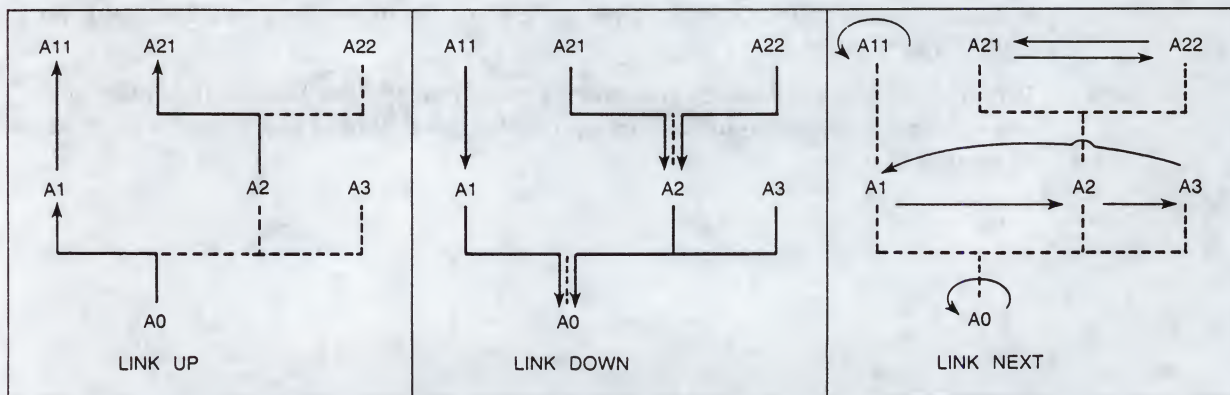 A11 A21 A22
A1 A2 A3
A0
LINK UP
A11 A21 A22
A1 A2 A3
A0
LINK DOWN
A11 A21 A22
A1 A2 A3
A0
LINK NEXT